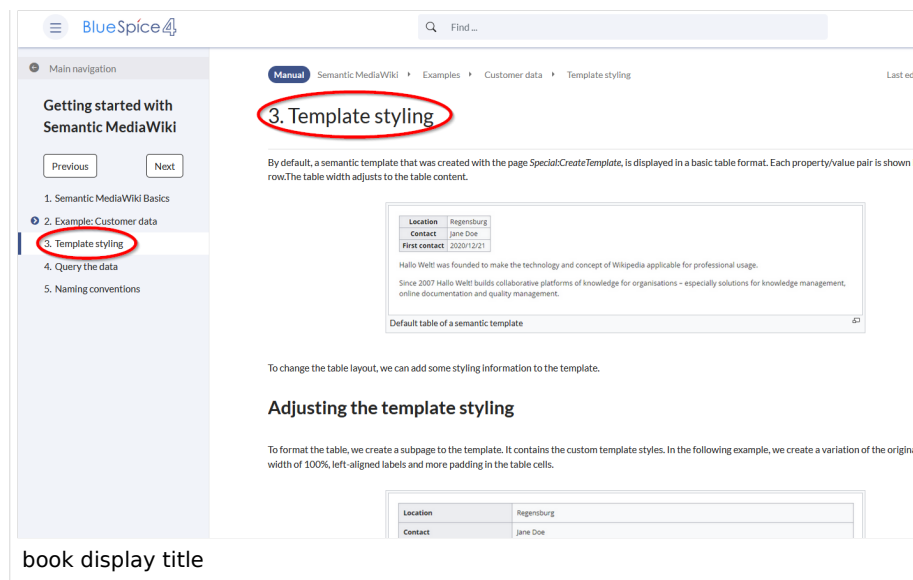 BlueSpice 4
Find ...
Main navigation
Getting started with
Semantic MediaWiki
Previous
Next
1. Semantic MediaWiki Basics
2. Example: Customer data
3. Template styling
4. Query the data
5. Naming conventions
Manual Semantic MediaWiki Examples Customer data Template styling
Last ed
3. Template styling
By default, a semantic template that was created with the page Special:CreateTemplate, is displayed in a basic table format. Each property/value pair is shown
row.The table width adjusts to the table content.
Location Regensburg
Contact Jane Doe
First contact 2020/12/21
Hallo Welt! was founded to make the technology and concept of Wikipedia applicable for professional usage.
Since 2007 Hallo Welt! builds collaborative platforms of knowledge for organisations – especially solutions for knowledge management,
online documentation and quality management.
Default table of a semantic template
To change the table layout, we can add some styling information to the template.
Adjusting the template styling
To format the table, we create a subpage to the template. It contains the custom template styles. In the following example, we create a variation of the origina
width of 100%, left-aligned labels and more padding in the table cells.
Location Regensburg
Contact Jane Doe
book display title